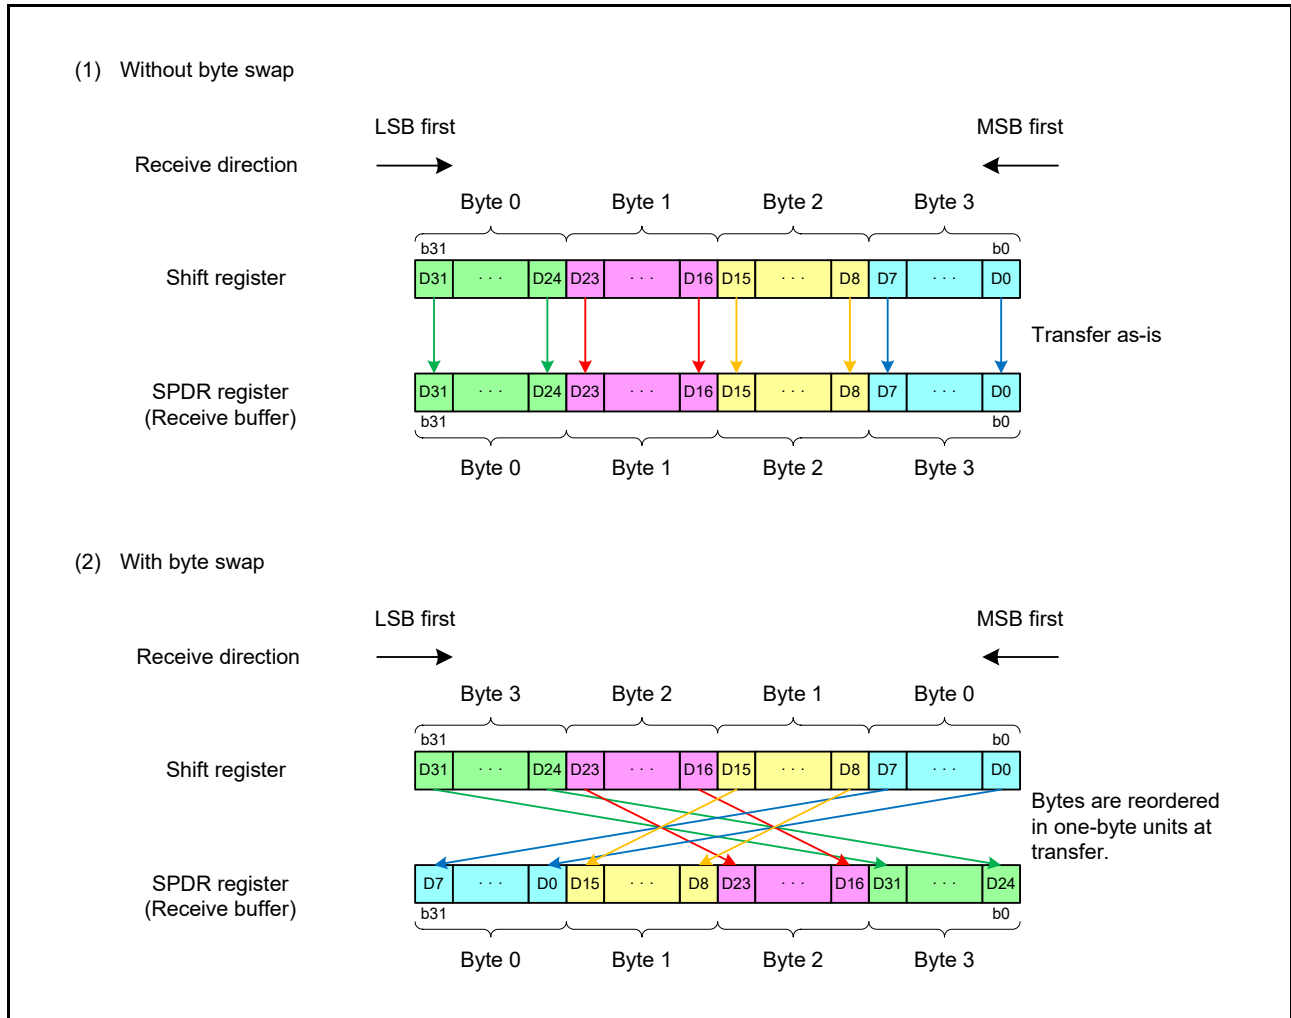 (1) Without byte swap
LSB first MSB first
Receive direction
Byte 0 Byte 1 Byte 2 Byte 3
b31 b0
Shift register D31 · · · D24 D23 · · · D16 D15 · · · D8 D7 · · · D0
Transfer as-is
SPDR register
(Receive buffer)
D31 · · · D24 D23 · · · D16 D15 · · · D8 D7 · · · D0
b31 b0
Byte 0 Byte 1 Byte 2 Byte 3
(2) With byte swap
LSB first MSB first
Receive direction
Byte 3 Byte 2 Byte 1 Byte 0
b31 b0
Shift register D31 · · · D24 D23 · · · D16 D15 · · · D8 D7 · · · D0
Bytes are reordered
in one-byte units at
transfer.
SPDR register
(Receive buffer)
D7 · · · D0 D15 · · · D8 D23 · · · D16 D31 · · · D24
b31 b0
Byte 0 Byte 1 Byte 2 Byte 3